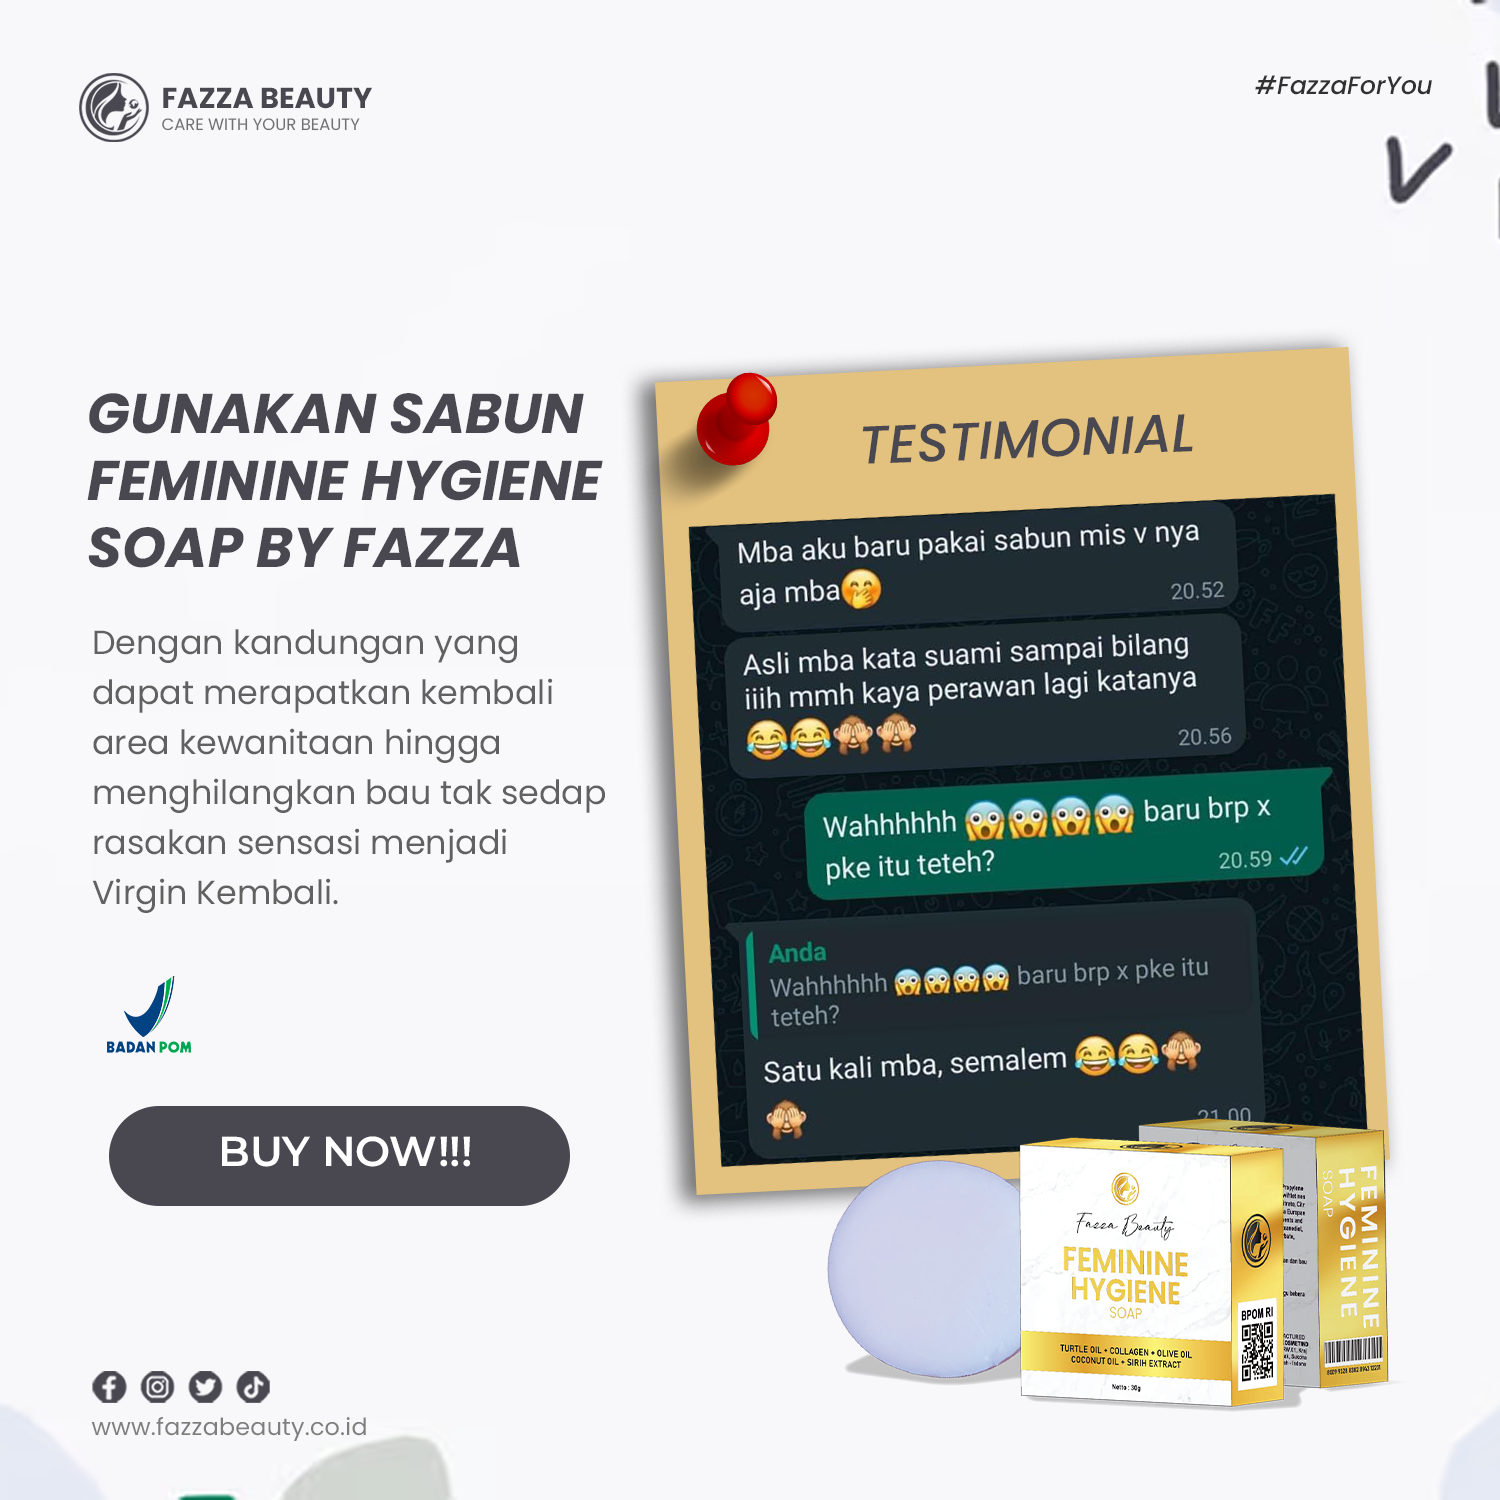 FAZZA BEAUTY
CARE WITH YOUR BEAUTY
#FazzaForYou
GUNAKAN SABUN
FEMININE HYGIENE
SOAP BY FAZZA
Dengan kandungan yang
dapat merapatkan kembali
area kewanitaan hingga
menghilangkan bau tak sedap
rasakan sensasi menjadi
Virgin Kembali.
BADAN POM
BUY NOW!!!
TESTIMONIAL
Mba aku baru pakai sabun mis v nya
aja mba🤭
20.52
Asli mba kata suami sampai bilang
iiih mmh kaya perawan lagi katanya
😂😂🙈🙈
20.56
Wahhhhhh 😱😱😱😱 baru brp x
pke itu teteh?
20.59
Anda
Wahhhhhh 😱😱😱😱 baru brp x pke itu
teteh?
Satu kali mba, semalem 😂😂🙈
🙈
21.00
Fazza Beauty
FEMININE
HYGIENE
SOAP
TURTLE OIL + COLLAGEN + OLIVE OIL
COCONUT OIL + SIRIH EXTRACT
Netto : 30g
BPOM RI
FEMININE
HYGIENE
SOAP
www.fazzabeauty.co.id